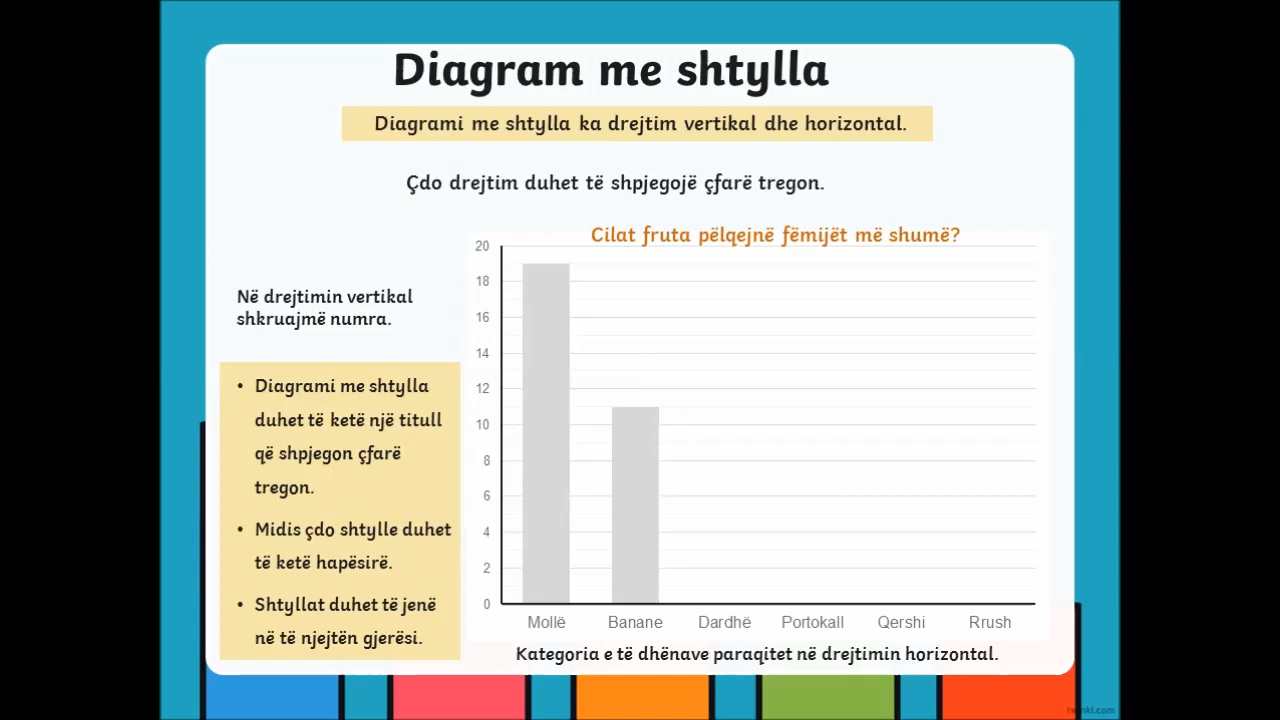 Diagram me shtylla
Diagrami me shtylla ka drejtim vertikal dhe horizontal.
Çdo drejtim duhet të shpjegojë çfarë tregon.
Cilat fruta pëlqejnë fëmijët më shumë?
Në drejtimin vertikal
shkruajmë numra.
• Diagrami me shtylla
duhet të ketë një titull
që shpjegon çfarë
tregon.
• Midis çdo shtylle duhet
të ketë hapësirë.
• Shtyllat duhet të jenë
në të njejtën gjerësi.
20
18
16
14
12
10
8
6
4
2
0
Mollë Banane Dardhë Portokall Qershi Rrush
Kategoria e të dhënave paraqitet në drejtimin horizontal.
twinkl.com